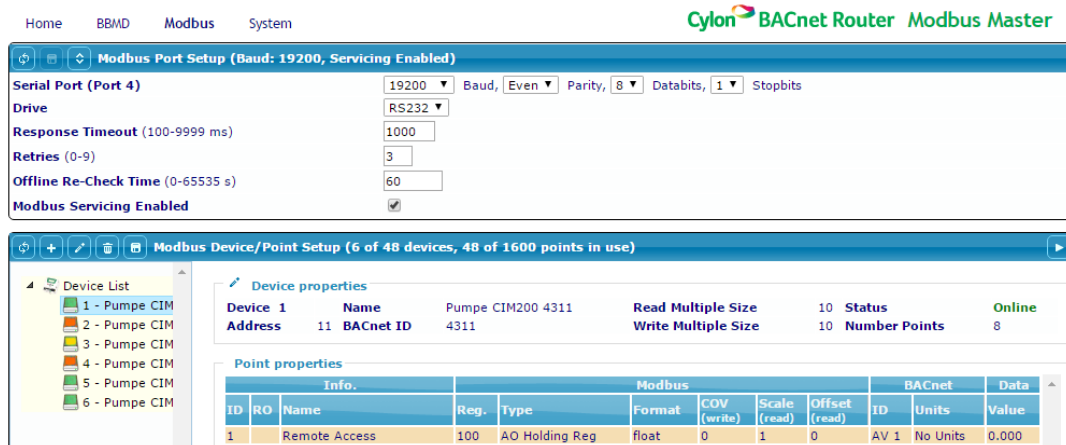 Home BBMD Modbus System
Cylon BACnet Router Modbus Master
Modbus Port Setup (Baud: 19200, Servicing Enabled)
Serial Port (Port 4) 19200 Baud, Even Parity, 8 Databits, 1 Stopbits
Drive RS232
Response Timeout (100-9999 ms) 1000
Retries (0-9) 3
Offline Re-Check Time (0-65535 s) 60
Modbus Servicing Enabled
Modbus Device/Point Setup (6 of 48 devices, 48 of 1600 points in use)
Device List
1 - Pumpe CIM
2 - Pumpe CIM
3 - Pumpe CIM
4 - Pumpe CIM
5 - Pumpe CIM
6 - Pumpe CIM
Device properties
Device 1 Name Pumpe CIM200 4311 Read Multiple Size 10 Status Online
Address 11 BACnet ID 4311 Write Multiple Size 10 Number Points 8
Point properties
Info. Modbus BACnet Data
ID RO Name Reg. Type Format COV (write) Scale (read) Offset (read) ID Units Value
1 Remote Access 100 AO Holding Reg float 0 1 0 AV 1 No Units 0.000